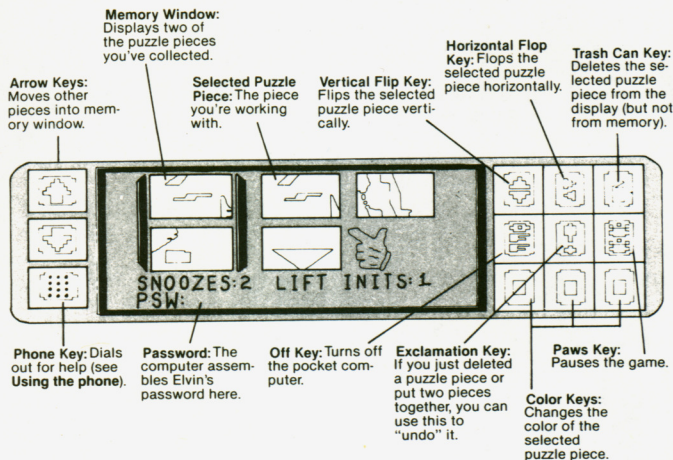 Memory Window:
Displays two of
the puzzle pieces
you've collected.
Arrow Keys:
Moves other
pieces into mem-
ory window.
Selected Puzzle
Piece: The piece
you're working
with.
Vertical Flip Key:
Flips the selected
puzzle piece verti-
cally.
Horizontal Flop
Key: Flops the
selected puzzle
piece horizontally.
Trash Can Key:
Deletes the se-
lected puzzle
piece from the
display (but not
from memory).
SNOOZES:2 LIFT INITS:1
PSW:
Phone Key: Dials
out for help (see
Using the phone).
Password: The
computer assem-
bles Elvin's
password here.
Off Key: Turns off
the pocket com-
puter.
Exclamation Key:
If you just deleted
a puzzle piece or
put two pieces
together, you can
use this to
"undo" it.
Paws Key:
Pauses the game.
Color Keys:
Changes the
color of the
selected
puzzle piece.